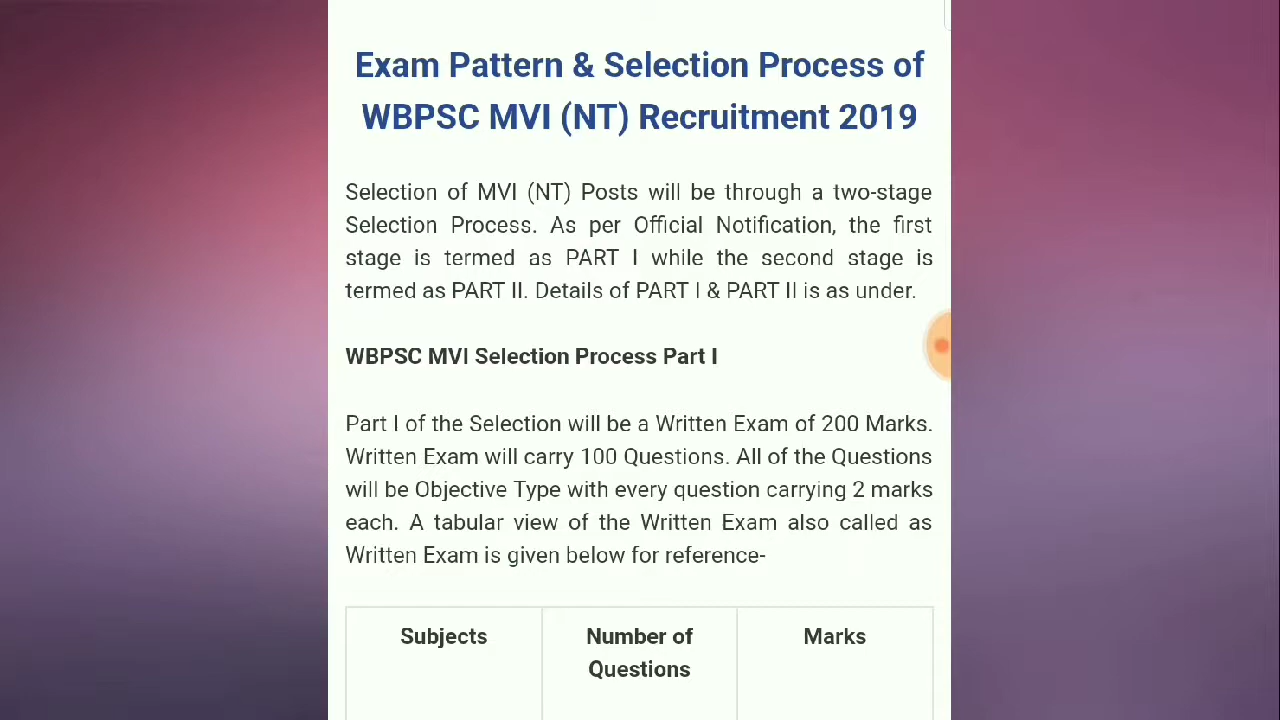 Exam Pattern & Selection Process of
WBPSC MVI (NT) Recruitment 2019
Selection of MVI (NT) Posts will be through a two-stage
Selection Process. As per Official Notification, the first
stage is termed as PART I while the second stage is
termed as PART II. Details of PART I & PART II is as under.
WBPSC MVI Selection Process Part I
Part I of the Selection will be a Written Exam of 200 Marks.
Written Exam will carry 100 Questions. All of the Questions
will be Objective Type with every question carrying 2 marks
each. A tabular view of the Written Exam also called as
Written Exam is given below for reference-
Subjects
Number of
Questions
Marks